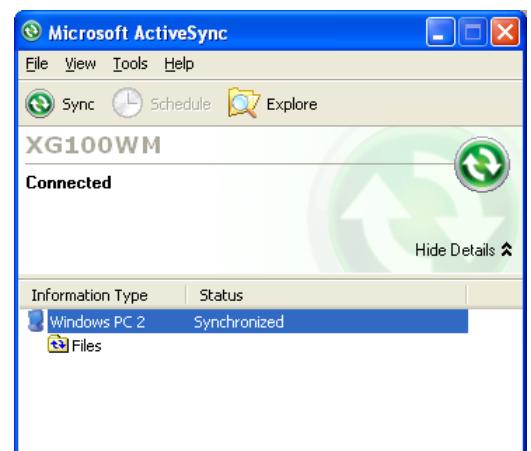 Microsoft ActiveSync
File View Tools Help
Sync Schedule Explore
XG100WM
Connected
Hide Details
Information Type Status
Windows PC 2 Synchronized
Files